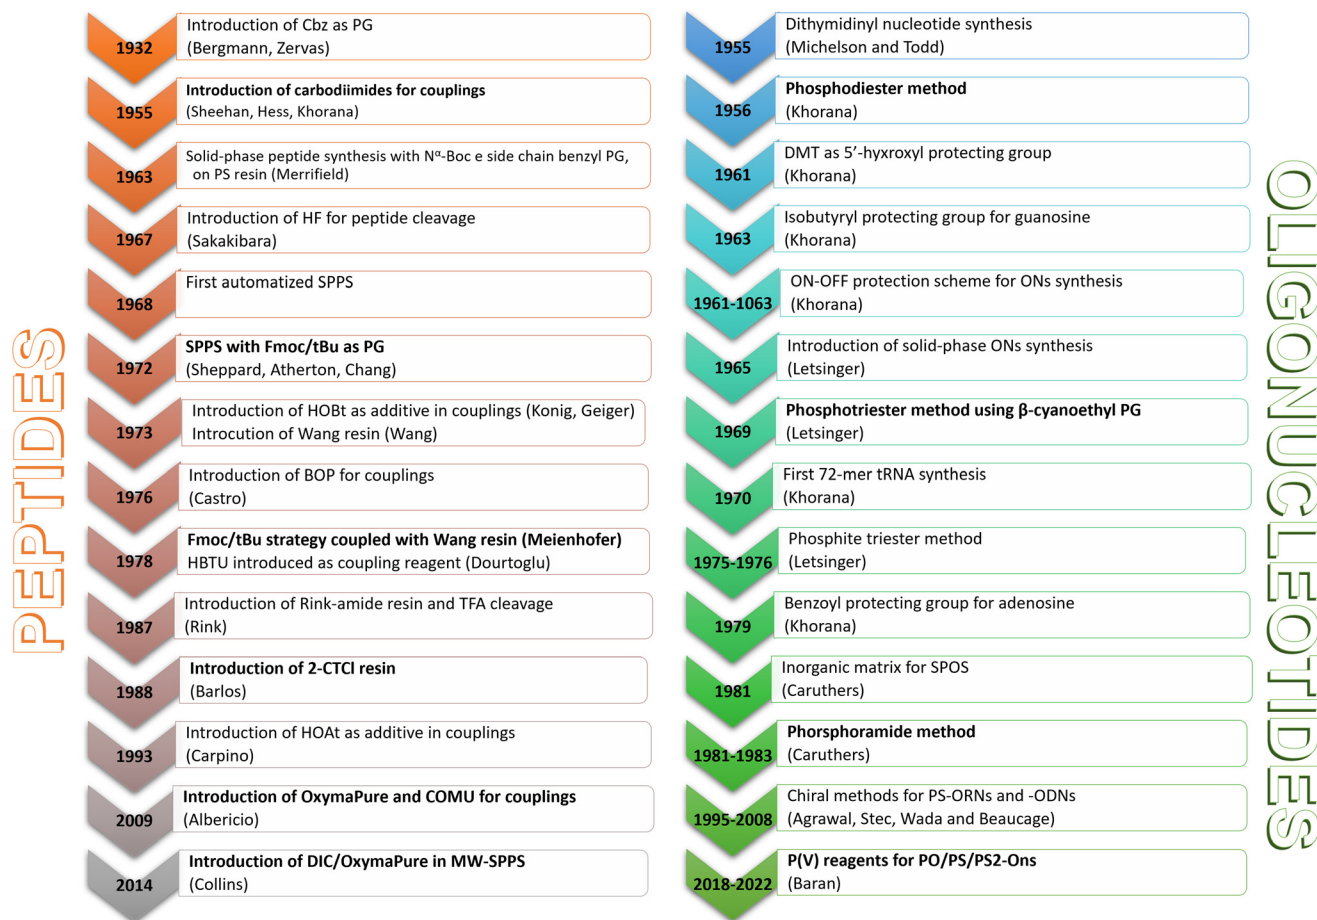 PEPTIDES
1932
Introduction of Cbz as PG
(Bergmann, Zervas)
1955
Introduction of carbodiimides for couplings
(Sheehan, Hess, Khorana)
1963
Solid-phase peptide synthesis with Nᵅ-Boc e side chain benzyl PG,
on PS resin (Merrifield)
1967
Introduction of HF for peptide cleavage
(Sakakibara)
1968
First automatized SPPS
1972
SPPS with Fmoc/tBu as PG
(Sheppard, Atherton, Chang)
1973
Introduction of HOBt as additive in couplings (Konig, Geiger)
Introcution of Wang resin (Wang)
1976
Introduction of BOP for couplings
(Castro)
1978
Fmoc/tBu strategy coupled with Wang resin (Meienhofer)
HBTU introduced as coupling reagent (Dourtoglu)
1987
Introduction of Rink-amide resin and TFA cleavage
(Rink)
1988
Introduction of 2-CTCl resin
(Barlos)
1993
Introduction of HOAt as additive in couplings
(Carpino)
2009
Introduction of OxymaPure and COMU for couplings
(Albericio)
2014
Introduction of DIC/OxymaPure in MW-SPPS
(Collins)
1955
Dithymidinyl nucleotide synthesis
(Michelson and Todd)
1956
Phosphodiester method
(Khorana)
1961
DMT as 5’-hyxroxyl protecting group
(Khorana)
1963
Isobutyryl protecting group for guanosine
(Khorana)
1961-1063
ON-OFF protection scheme for ONs synthesis
(Khorana)
1965
Introduction of solid-phase ONs synthesis
(Letsinger)
1969
Phosphotriester method using β-cyanoethyl PG
(Letsinger)
1970
First 72-mer tRNA synthesis
(Khorana)
1975-1976
Phosphite triester method
(Letsinger)
1979
Benzoyl protecting group for adenosine
(Khorana)
1981
Inorganic matrix for SPOS
(Caruthers)
1981-1983
Phorsphoramide method
(Caruthers)
1995-2008
Chiral methods for PS-ORNs and -ODNs
(Agrawal, Stec, Wada and Beaucage)
2018-2022
P(V) reagents for PO/PS/PS2-Ons
(Baran)
OLIGONUCLEOTIDES